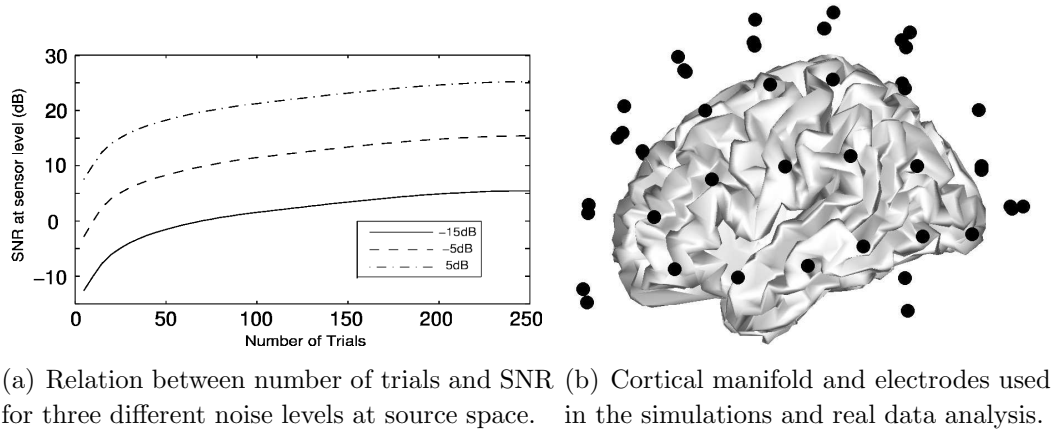 30
20
10
0
−10
SNR at sensor level (dB)
−15dB
−5dB
5dB
0
50
100
150
200
250
Number of Trials
(a) Relation between number of trials and SNR
for three different noise levels at source space.
(b) Cortical manifold and electrodes used
in the simulations and real data analysis.